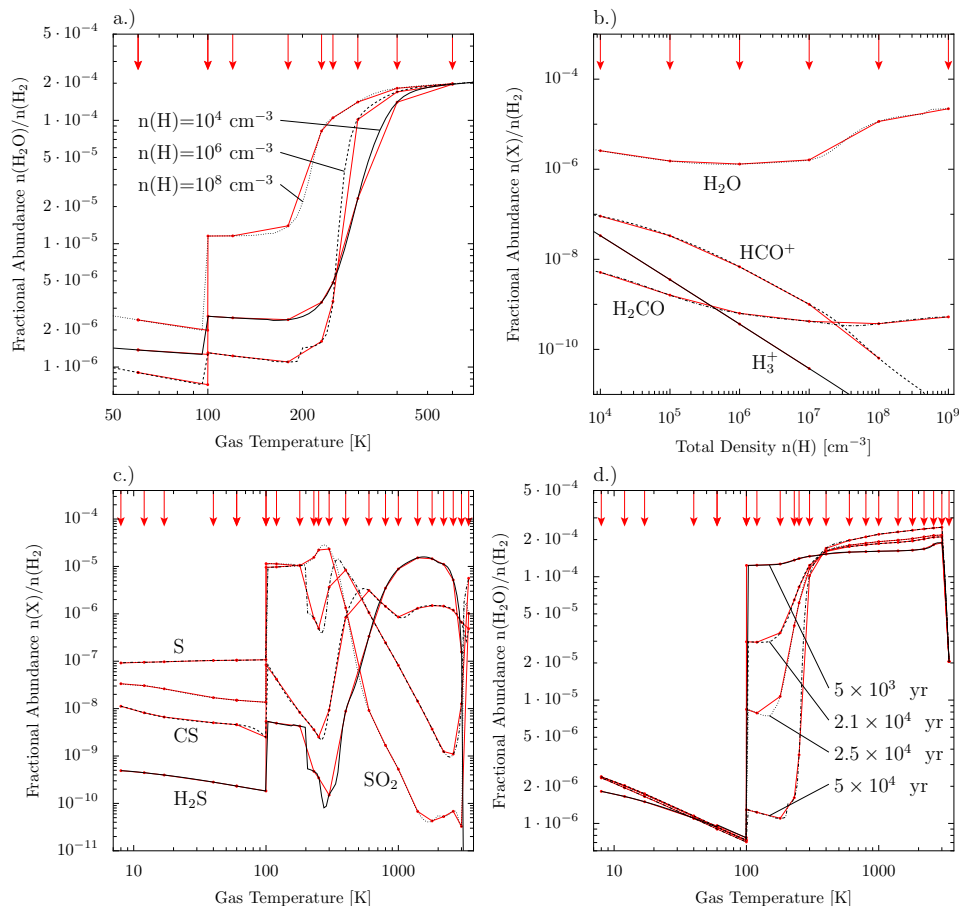 a.)
Fractional Abundance n(H₂O)/n(H₂)
5·10⁻⁴
2·10⁻⁴
1·10⁻⁴
5·10⁻⁵
2·10⁻⁵
1·10⁻⁵
5·10⁻⁶
2·10⁻⁶
1·10⁻⁶
n(H)=10⁴ cm⁻³
n(H)=10⁶ cm⁻³
n(H)=10⁸ cm⁻³
50 100 200 500
Gas Temperature [K]
b.)
Fractional Abundance n(X)/n(H₂)
10⁻⁴
10⁻⁶
10⁻⁸
10⁻¹⁰
H₂O
HCO⁺
H₂CO
H₃⁺
10⁴ 10⁵ 10⁶ 10⁷ 10⁸ 10⁹
Total Density n(H) [cm⁻³]
c.)
Fractional Abundance n(X)/n(H₂)
10⁻⁴
10⁻⁵
10⁻⁶
10⁻⁷
10⁻⁸
10⁻⁹
10⁻¹⁰
10⁻¹¹
S
CS
H₂S
SO₂
10 100 1000
Gas Temperature [K]
d.)
Fractional Abundance n(H₂O)/n(H₂)
5·10⁻⁴
2·10⁻⁴
1·10⁻⁴
5·10⁻⁵
2·10⁻⁵
1·10⁻⁵
5·10⁻⁶
2·10⁻⁶
1·10⁻⁶
5×10³ yr
2.1×10⁴ yr
2.5×10⁴ yr
5×10⁴ yr
10 100 1000
Gas Temperature [K]